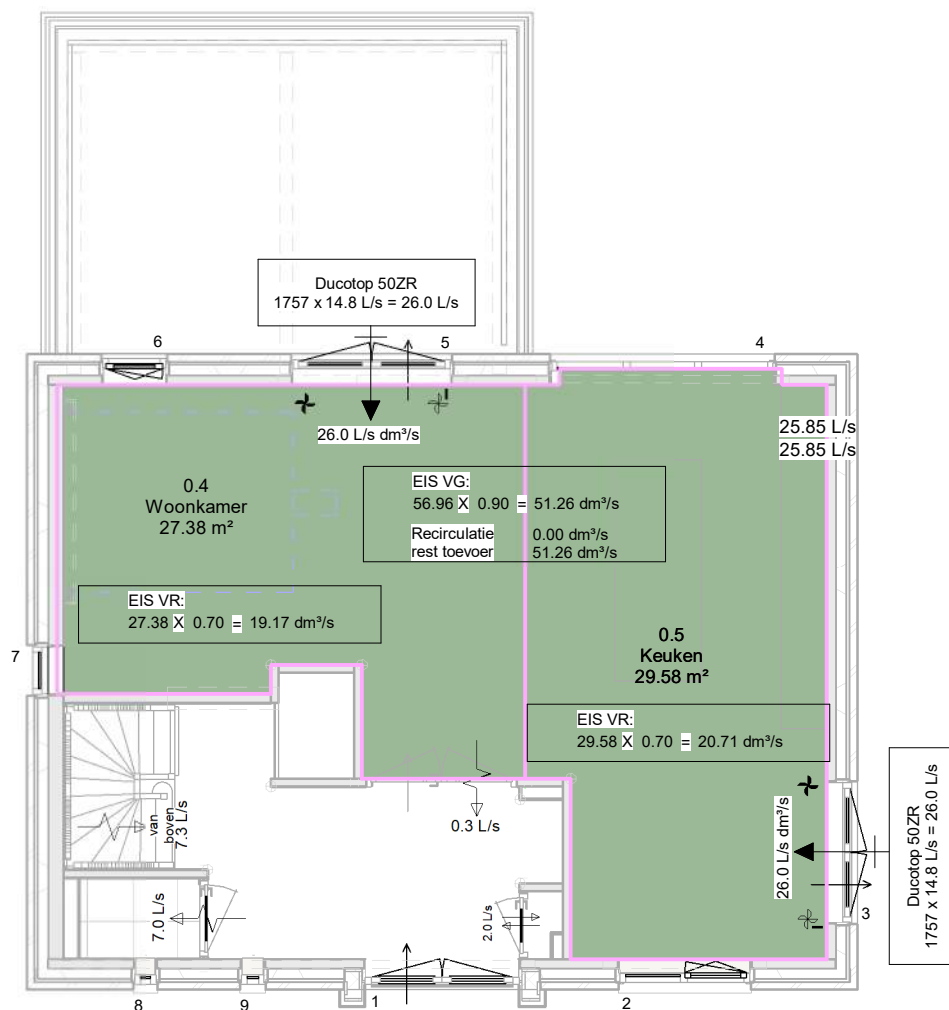 Ducotop 50ZR
1757 x 14.8 L/s = 26.0 L/s
6
5
4
26.0 L/s dm³/s
25.85 L/s
25.85 L/s
0.4
Woonkamer
27.38 m²
EIS VG:
56.96 X 0.90 = 51.26 dm³/s
Recirculatie 0.00 dm³/s
rest toevoer 51.26 dm³/s
EIS VR:
27.38 X 0.70 = 19.17 dm³/s
7
0.5
Keuken
29.58 m²
EIS VR:
29.58 X 0.70 = 20.71 dm³/s
van
boven
7.3 L/s
0.3 L/s
26.0 L/s dm³/s
Ducotop 50ZR
1757 x 14.8 L/s = 26.0 L/s
7.0 L/s
2.0 L/s
3
8
9
1
2